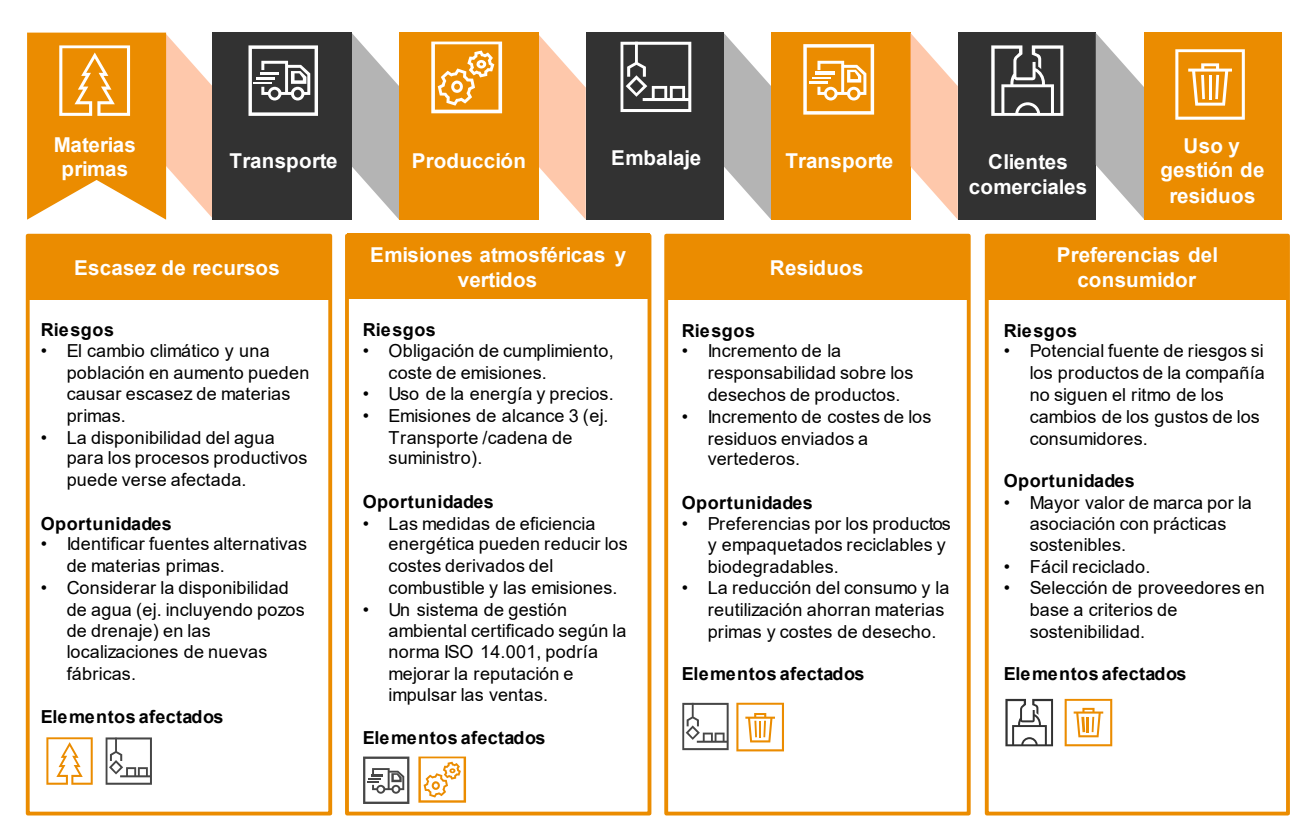 Materias
primas
Transporte
Producción
Embalaje
Transporte
Clientes
comerciales
Uso y
gestión de
residuos
Escasez de recursos
Riesgos
• El cambio climático y una
población en aumento pueden
causar escasez de materias
primas.
• La disponibilidad del agua
para los procesos productivos
puede verse afectada.
Oportunidades
• Identificar fuentes alternativas
de materias primas.
• Considerar la disponibilidad
de agua (ej. incluyendo pozos
de drenaje) en las
localizaciones de nuevas
fábricas.
Elementos afectados
Emisiones atmosféricas y
vertidos
Riesgos
• Obligación de cumplimiento,
coste de emisiones.
• Uso de la energía y precios.
• Emisiones de alcance 3 (ej.
Transporte /cadena de
suministro).
Oportunidades
• Las medidas de eficiencia
energética pueden reducir los
costes derivados del
combustible y las emisiones.
• Un sistema de gestión
ambiental certificado según la
norma ISO 14.001, podría
mejorar la reputación e
impulsar las ventas.
Elementos afectados
Residuos
Riesgos
• Incremento de la
responsabilidad sobre los
desechos de productos.
• Incremento de costes de los
residuos enviados a
vertederos.
Oportunidades
• Preferencias por los productos
y empaquetados reciclables y
biodegradables.
• La reducción del consumo y la
reutilización ahorran materias
primas y costes de desecho.
Elementos afectados
Preferencias del
consumidor
Riesgos
• Potencial fuente de riesgos si
los productos de la compañía
no siguen el ritmo de los
cambios de los gustos de los
consumidores.
Oportunidades
• Mayor valor de marca por la
asociación con prácticas
sostenibles.
• Fácil reciclado.
• Selección de proveedores en
base a criterios de
sostenibilidad.
Elementos afectados